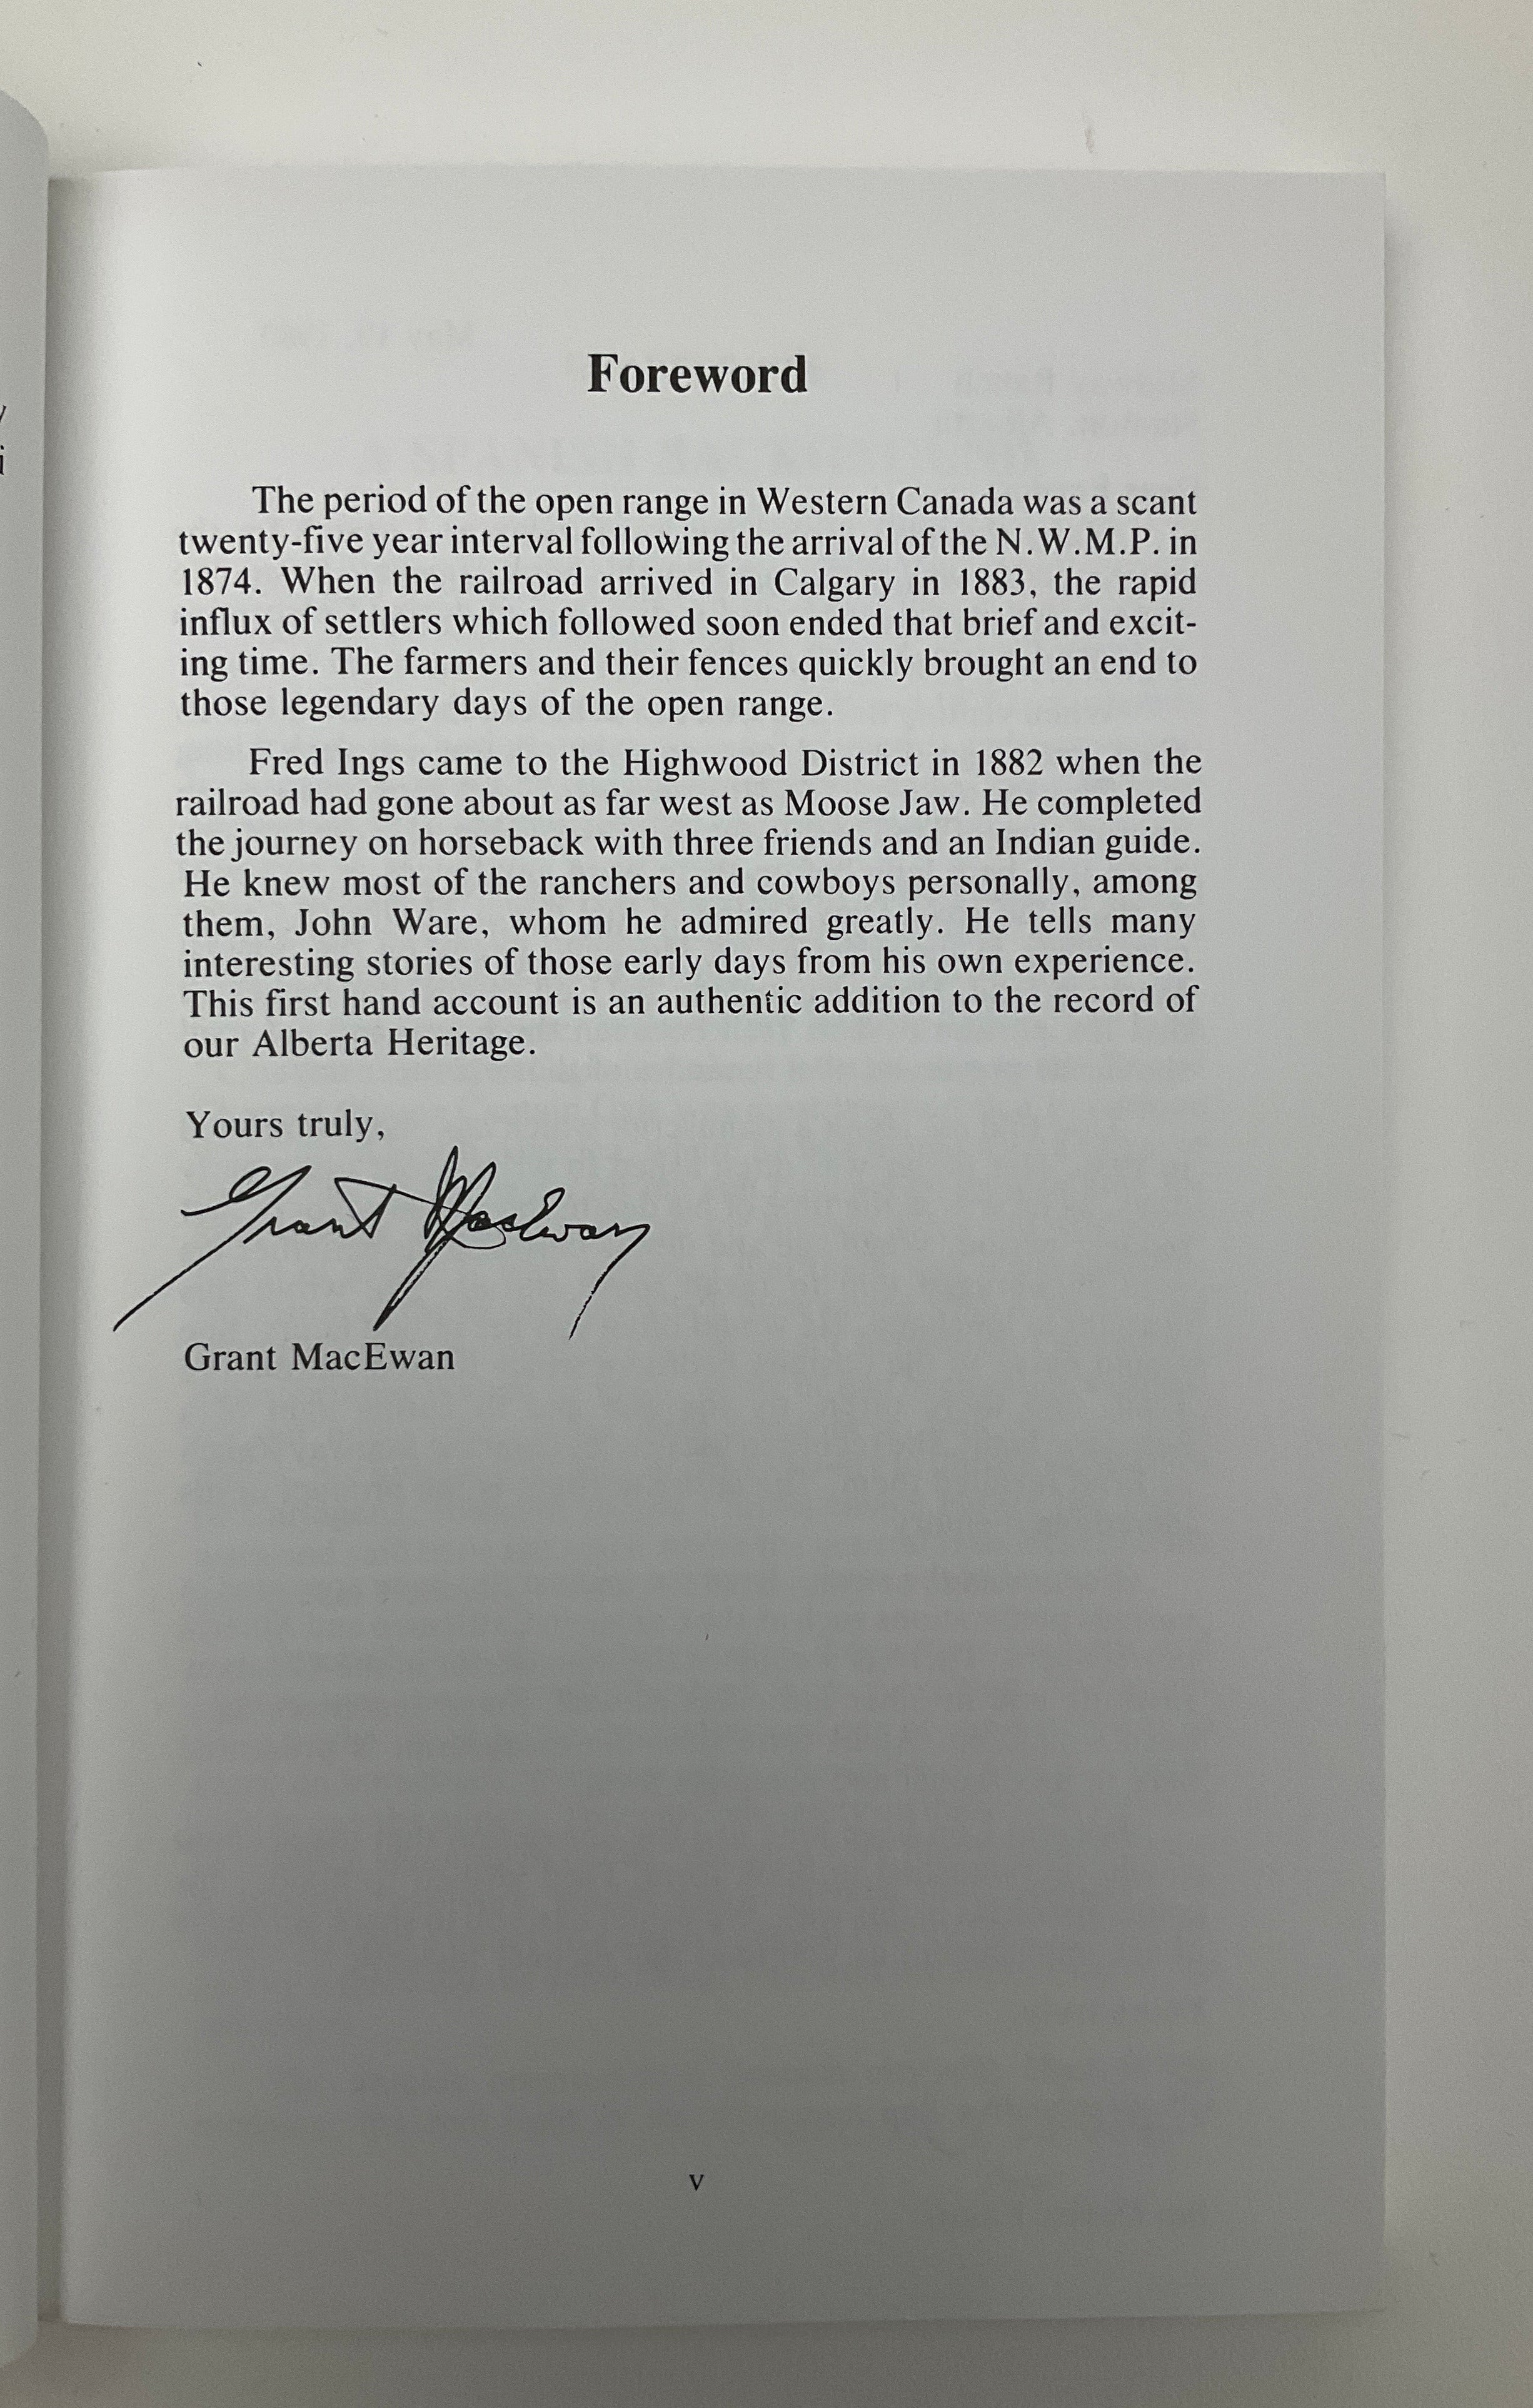 Foreword
The period of the open range in Western Canada was a scant
twenty-five year interval following the arrival of the N.W.M.P. in
1874. When the railroad arrived in Calgary in 1883, the rapid
influx of settlers which followed soon ended that brief and excit-
ing time. The farmers and their fences quickly brought an end to
those legendary days of the open range.
Fred Ings came to the Highwood District in 1882 when the
railroad had gone about as far west as Moose Jaw. He completed
the journey on horseback with three friends and an Indian guide.
He knew most of the ranchers and cowboys personally, among
them, John Ware, whom he admired greatly. He tells many
interesting stories of those early days from his own experience.
This first hand account is an authentic addition to the record of
our Alberta Heritage.
Yours truly,
Grant MacEwan
Grant MacEwan
v